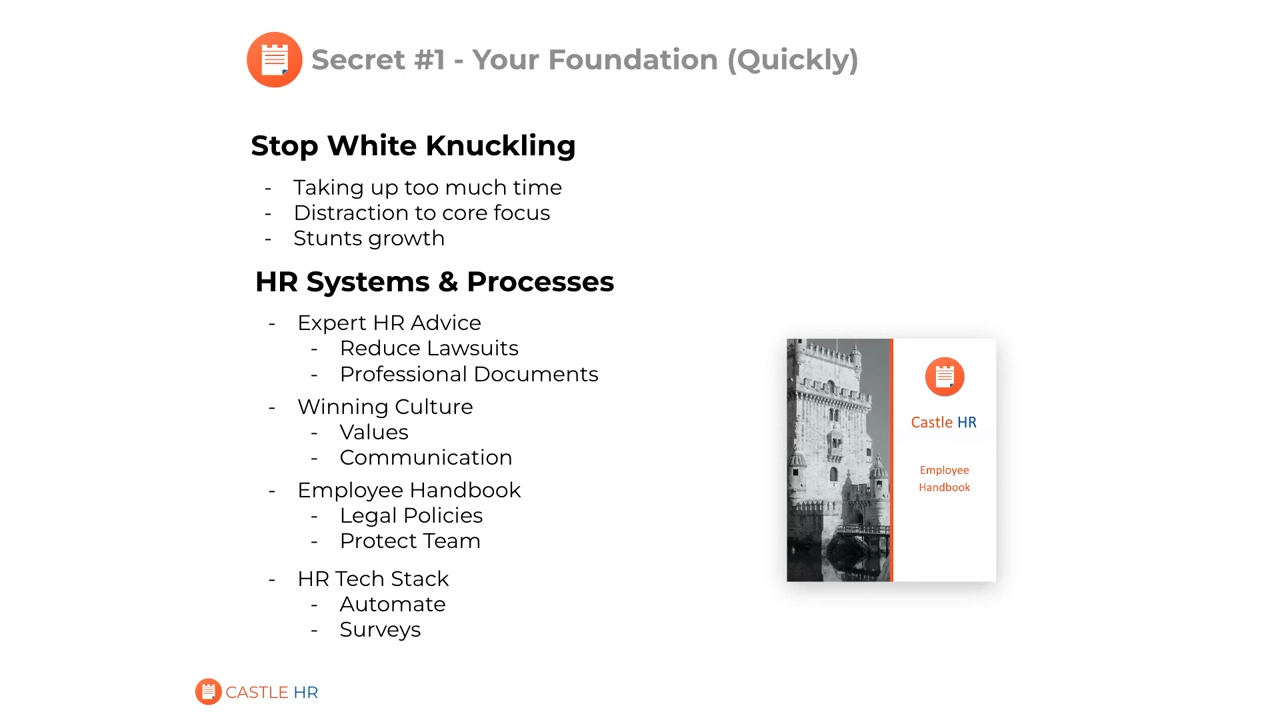 Secret #1 - Your Foundation (Quickly)
Stop White Knuckling
- Taking up too much time
- Distraction to core focus
- Stunts growth
HR Systems & Processes
- Expert HR Advice
- Reduce Lawsuits
- Professional Documents
- Winning Culture
- Values
- Communication
- Employee Handbook
- Legal Policies
- Protect Team
- HR Tech Stack
- Automate
- Surveys
Castle HR
Employee
Handbook
CASTLE HR